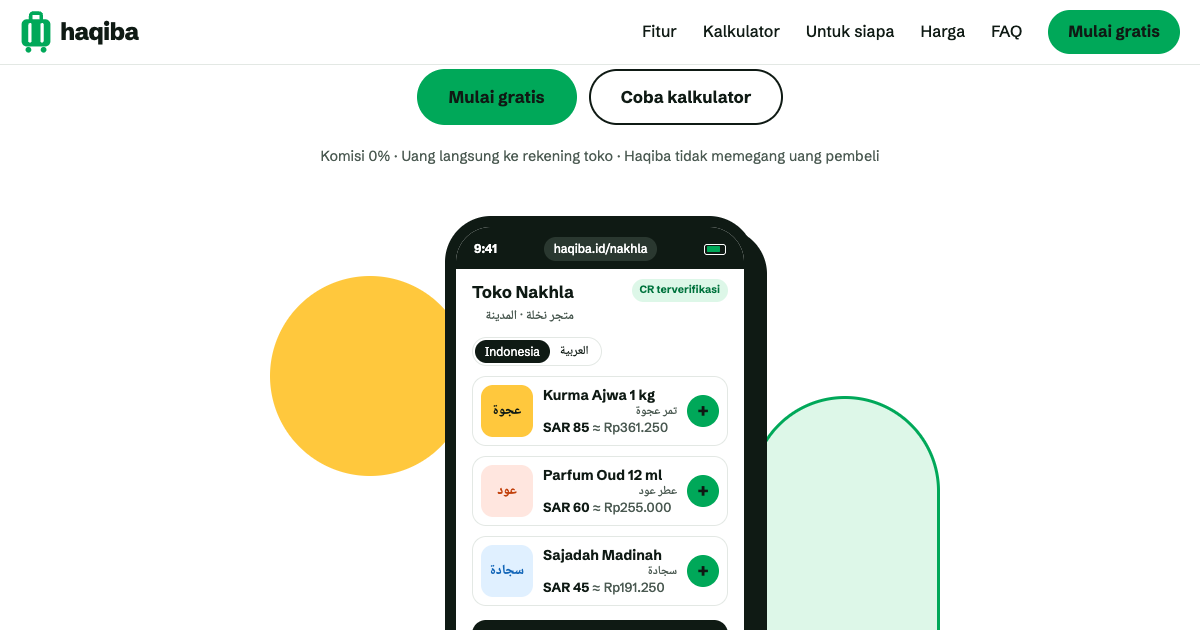 haqiba
Fitur
Kalkulator
Untuk siapa
Harga
FAQ
Mulai gratis
Mulai gratis
Coba kalkulator
Komisi 0% · Uang langsung ke rekening toko · Haqiba tidak memegang uang pembeli
9:41
haqiba.id/nakhla
Toko Nakhla
CR terverifikasi
متجر نخلة · المدينة
Indonesia
العربية
عجوة
Kurma Ajwa 1 kg
تمر عجوة
SAR 85 ≈ Rp361.250
+
عود
Parfum Oud 12 ml
عطر عود
SAR 60 ≈ Rp255.000
+
سجادة
Sajadah Madinah
سجادة
SAR 45 ≈ Rp191.250
+